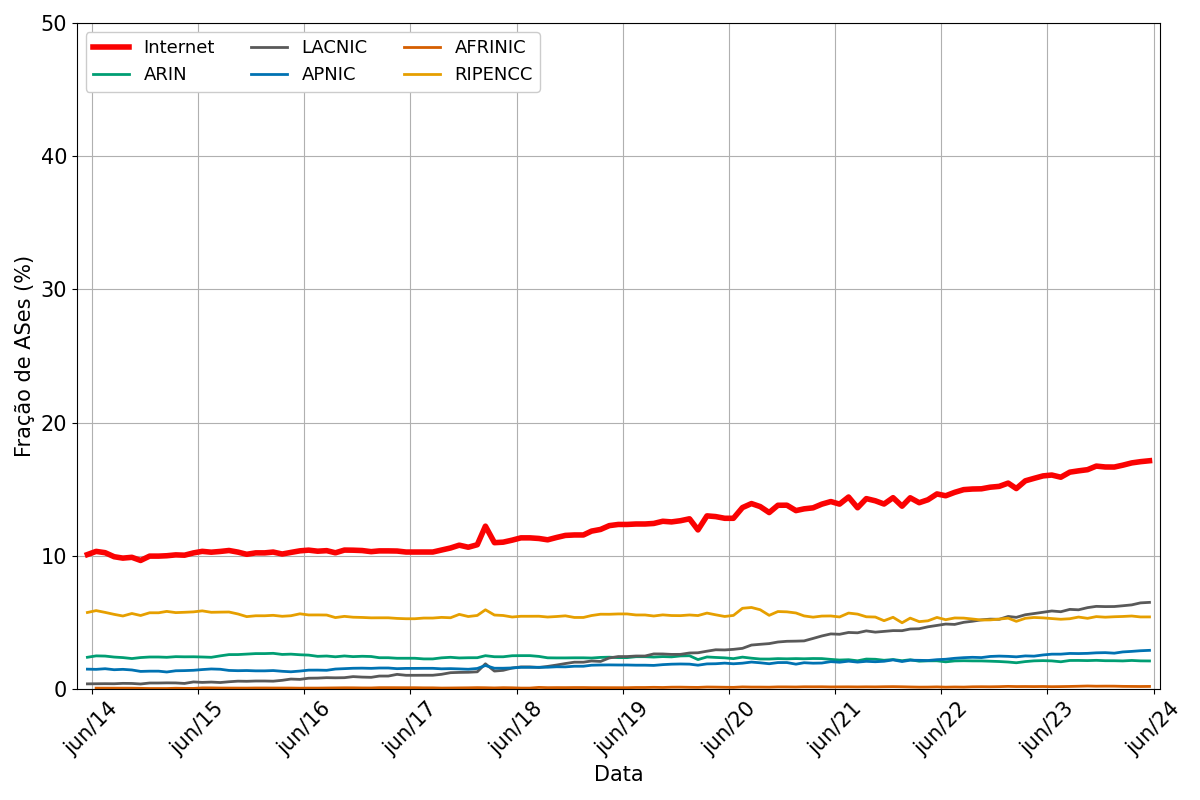 Fração de ASes (%)
50
40
30
20
10
0
Internet
ARIN
LACNIC
APNIC
AFRINIC
RIPENCC
jun/14
jun/15
jun/16
jun/17
jun/18
jun/19
jun/20
jun/21
jun/22
jun/23
jun/24
Data